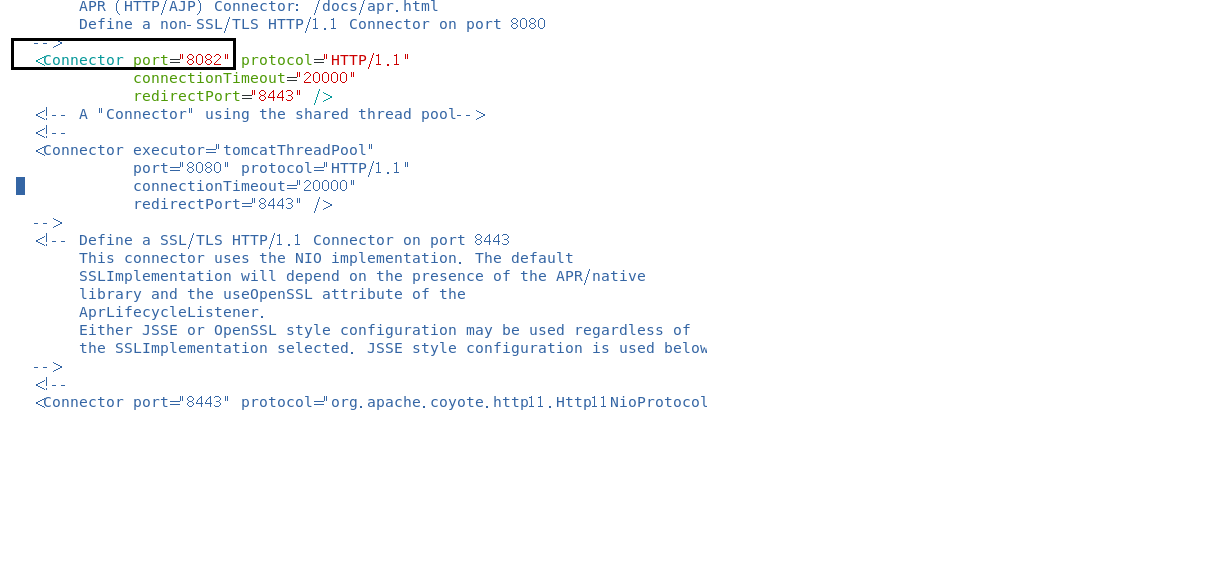 APR (HTTP/AJP) Connector: /docs/apr.html
Define a non-SSL/TLS HTTP/1.1 Connector on port 8080
-->
<Connector port="8082" protocol="HTTP/1.1"
connectionTimeout="20000"
redirectPort="8443" />
<!-- A "Connector" using the shared thread pool-->
<!--
<Connector executor="tomcatThreadPool"
port="8080" protocol="HTTP/1.1"
connectionTimeout="20000"
redirectPort="8443" />
-->
<!-- Define a SSL/TLS HTTP/1.1 Connector on port 8443
This connector uses the NIO implementation. The default
SSLImplementation will depend on the presence of the APR/native
library and the useOpenSSL attribute of the
AprLifecycleListener.
Either JSSE or OpenSSL style configuration may be used regardless of
the SSLImplementation selected. JSSE style configuration is used below
-->
<!--
<Connector port="8443" protocol="org.apache.coyote.http11.Http11NioProtocol